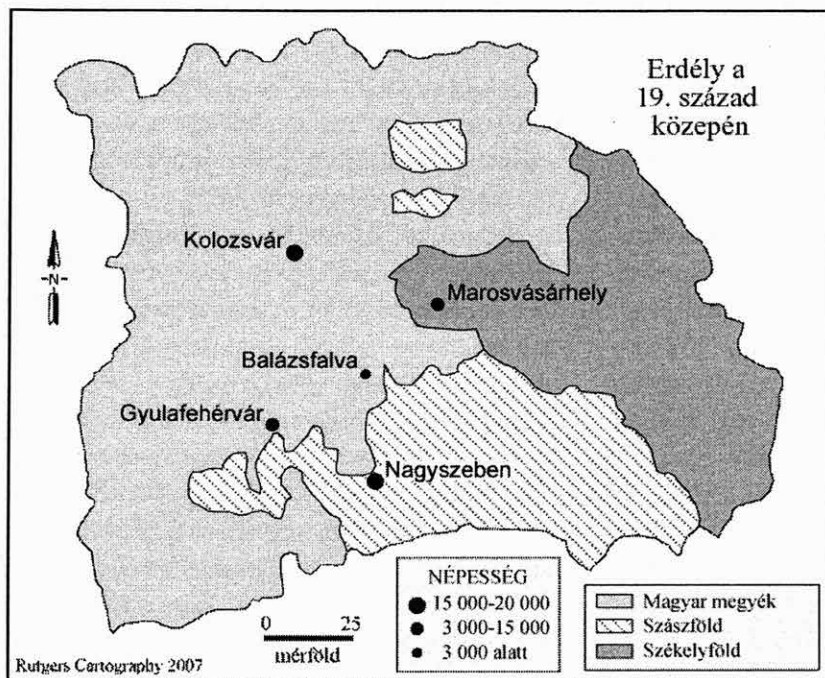 Erdély a
19. század
közepén
Kolozsvár
N
Marosvásárhely
Balázsfalva
Gyulafehérvár
Nagyszeben
NÉPESSÉG
15 000-20 000
3 000-15 000
3 000 alatt
0 25
mérföld
Magyar megyék
Szászföld
Székelyföld
Rutgers Cartography 2007